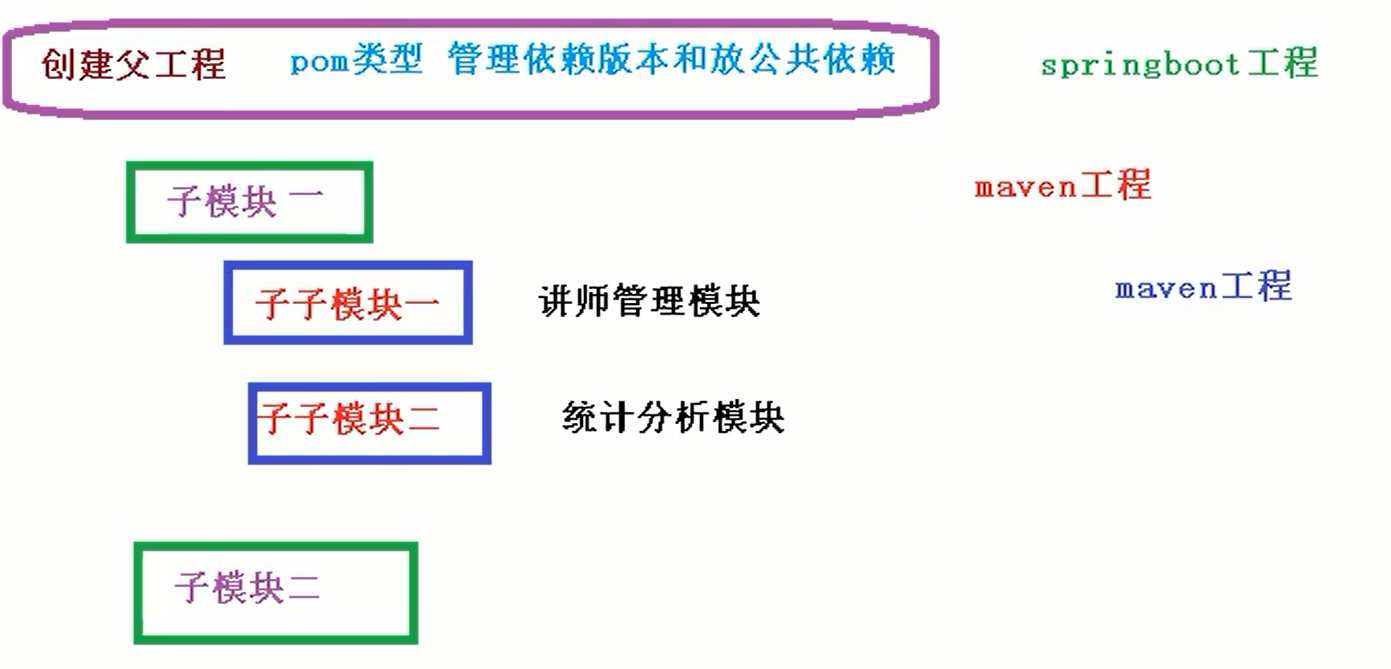 创建父工程 pom类型 管理依赖版本和放公共依赖 springboot工程
子模块一 maven工程
子子模块一 讲师管理模块 maven工程
子子模块二 统计分析模块
子模块二